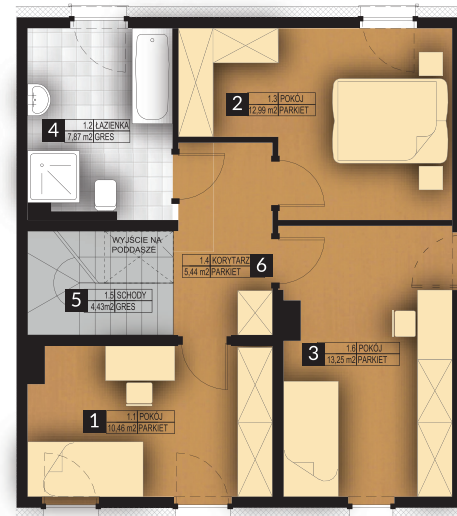 2
1.3 POKÓJ
12,99 m2 PARKIET
4
1.2 ŁAZIENKA
7,87 m2 GRES
WYJŚCIE NA
PODDASZE
1.4 KORYTARZ
5,44 m2 PARKIET
6
5
1.5 SCHODY
4,43m2 GRES
3
1.6 POKÓJ
13,25 m2 PARKIET
1
1.1 POKÓJ
10,46 m2 PARKIET